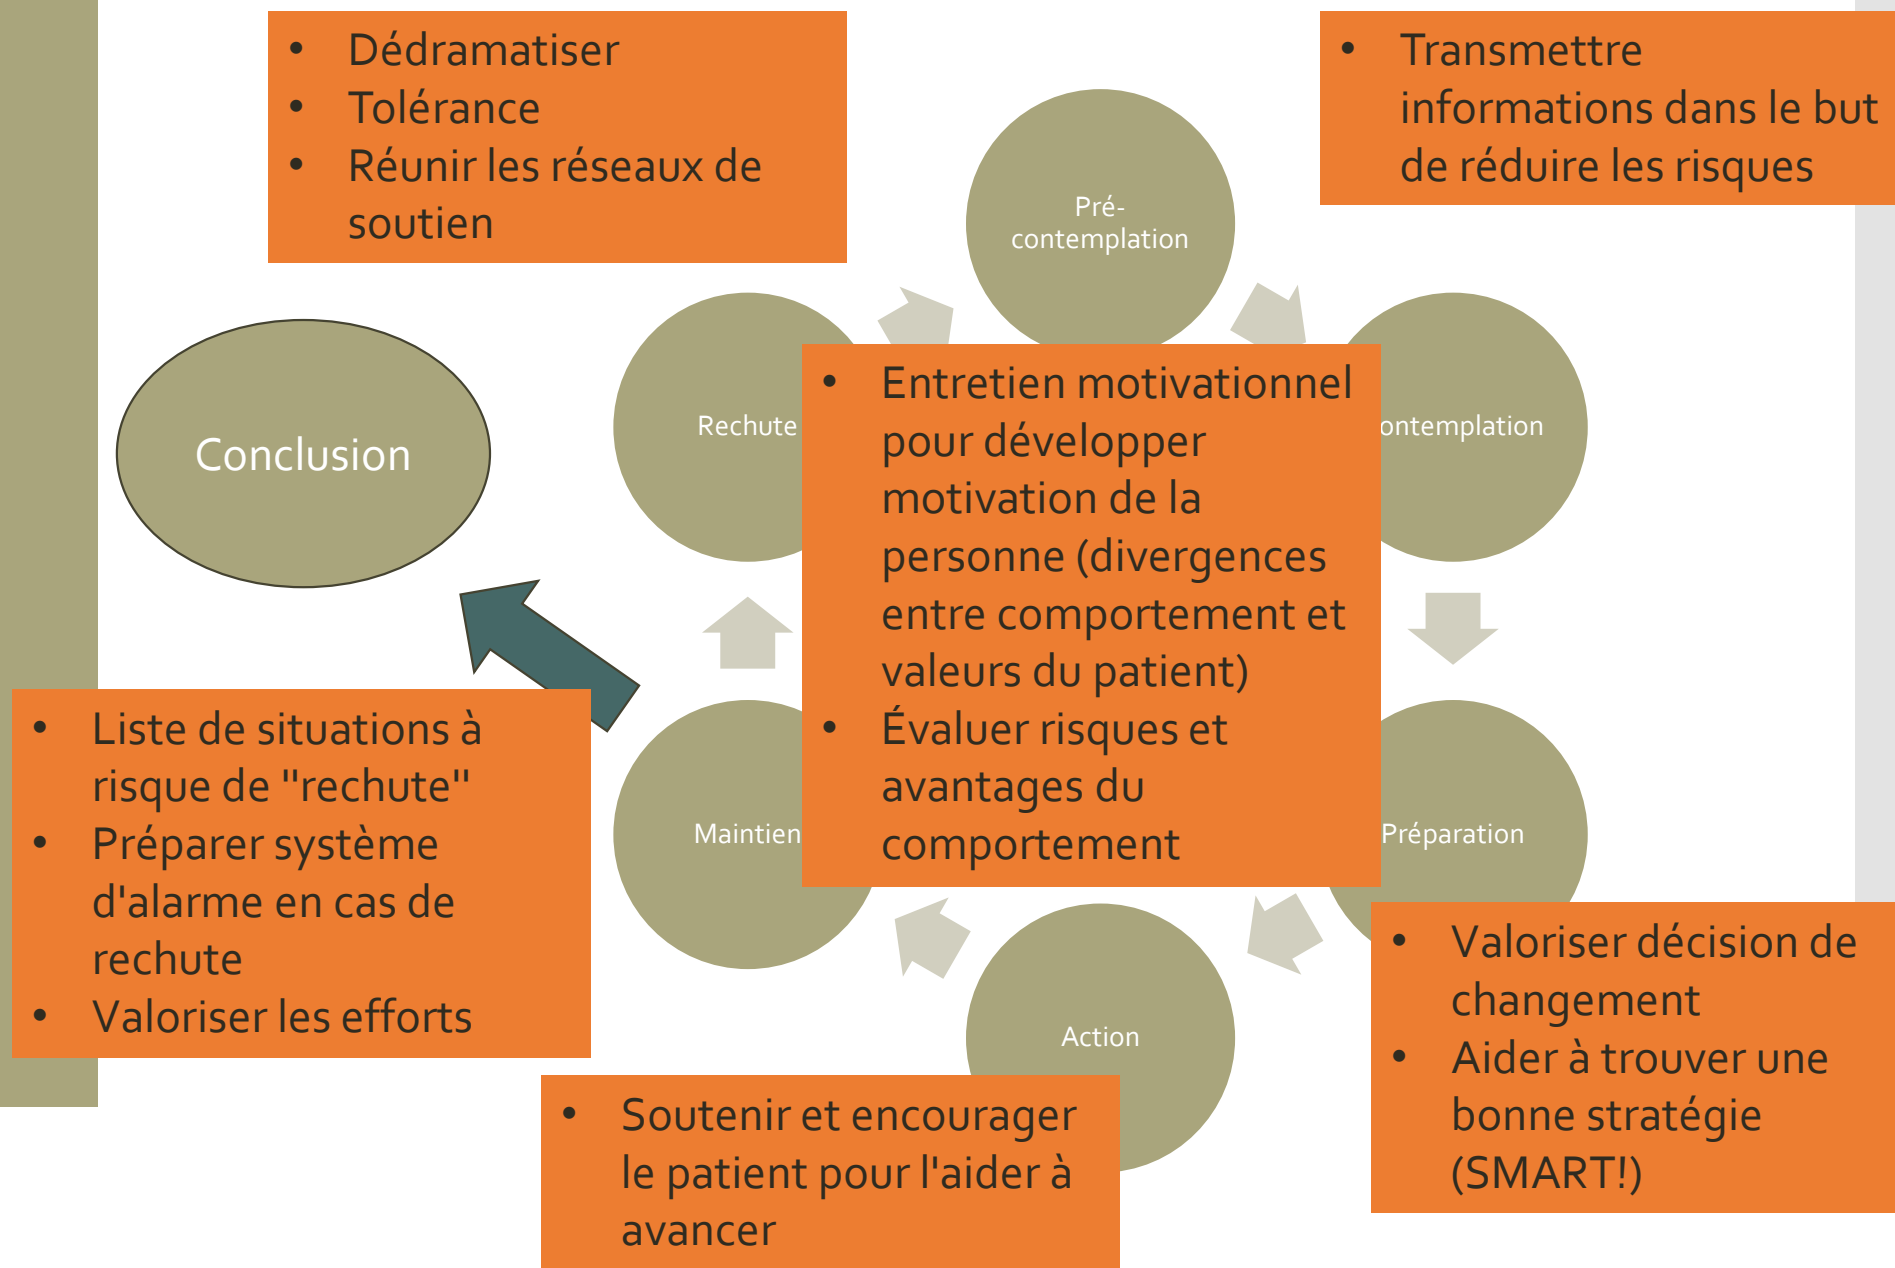 • Dédramatiser
• Tolérance
• Réunir les réseaux de
soutien
• Transmettre
informations dans le but
de réduire les risques
Pré-
contemplation
Conclusion
Rechute
• Entretien motivationnel
pour développer
motivation de la
personne (divergences
entre comportement et
valeurs du patient)
• Évaluer risques et
avantages du
comportement
ontemplation
• Liste de situations à
risque de "rechute"
• Préparer système
d'alarme en cas de
rechute
• Valoriser les efforts
Maintien
Préparation
• Valoriser décision de
changement
• Aider à trouver une
bonne stratégie
(SMART!)
Action
• Soutenir et encourager
le patient pour l'aider à
avancer